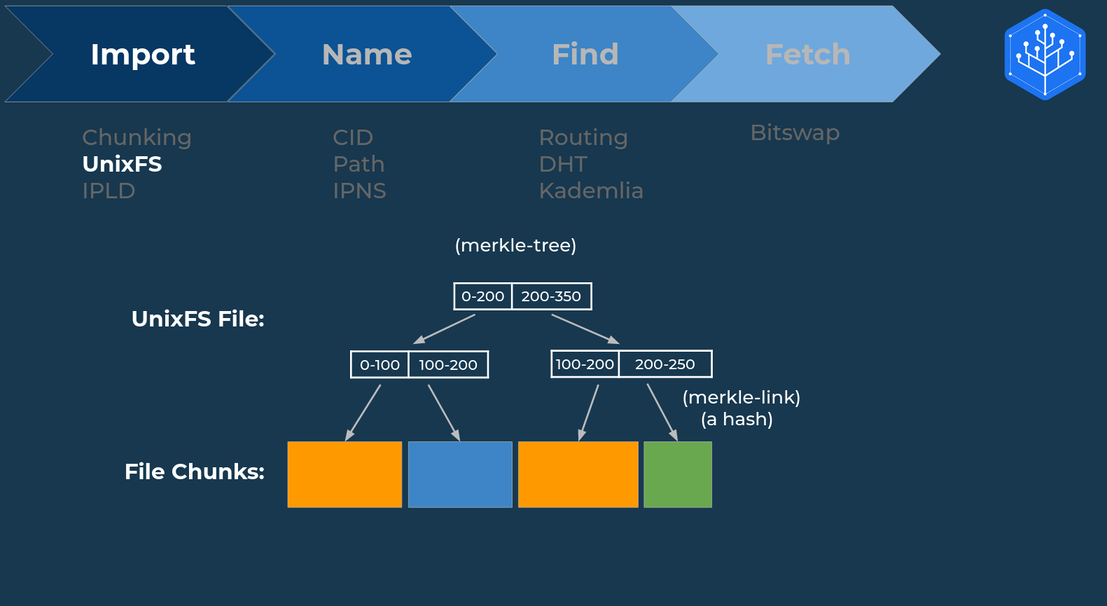 Import
Name
Find
Fetch
Chunking
UnixFS
IPLD
CID
Path
IPNS
Routing
DHT
Kademlia
Bitswap
(merkle-tree)
UnixFS File:
0-200 200-350
0-100 100-200
100-200 200-250
(merkle-link)
(a hash)
File Chunks: